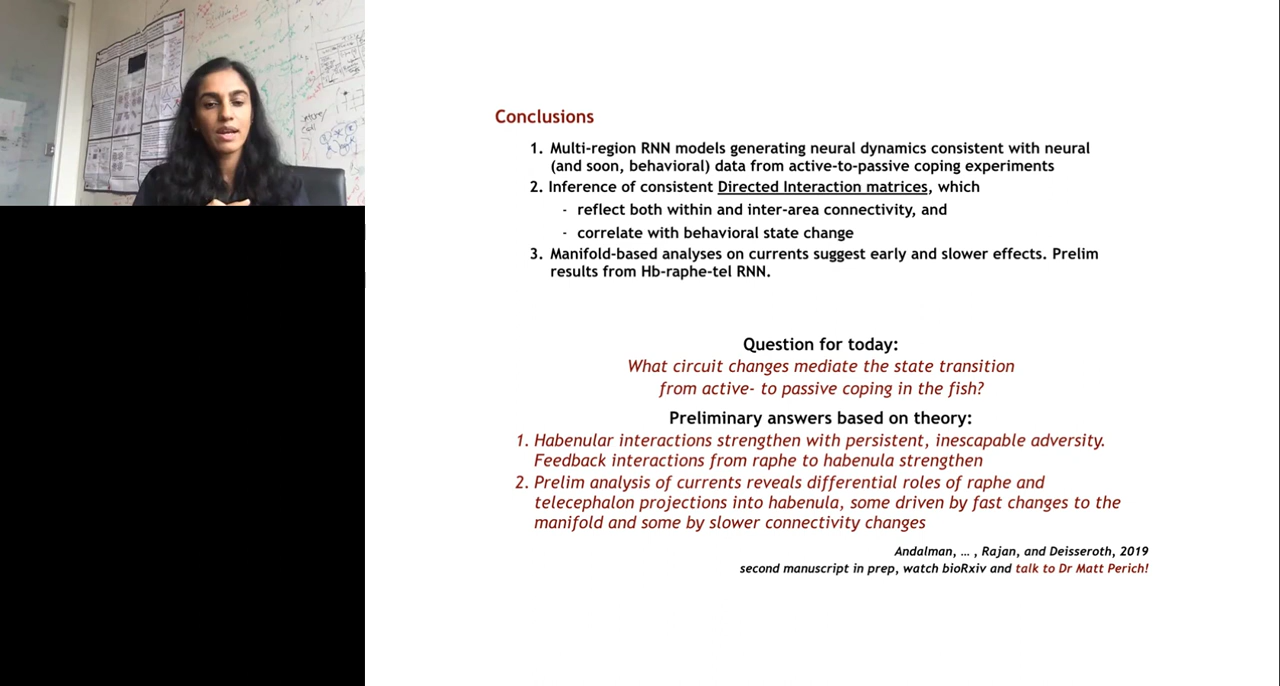 Conclusions
1. Multi-region RNN models generating neural dynamics consistent with neural
(and soon, behavioral) data from active-to-passive coping experiments
2. Inference of consistent Directed Interaction matrices, which
- reflect both within and inter-area connectivity, and
- correlate with behavioral state change
3. Manifold-based analyses on currents suggest early and slower effects. Prelim
results from Hb-raphe-tel RNN.
Question for today:
What circuit changes mediate the state transition
from active- to passive coping in the fish?
Preliminary answers based on theory:
1. Habenular interactions strengthen with persistent, inescapable adversity.
Feedback interactions from raphe to habenula strengthen
2. Prelim analysis of currents reveals differential roles of raphe and
telecephalon projections into habenula, some driven by fast changes to the
manifold and some by slower connectivity changes
Andalman, … , Rajan, and Deisseroth, 2019
second manuscript in prep, watch bioRxiv and talk to Dr Matt Perich!